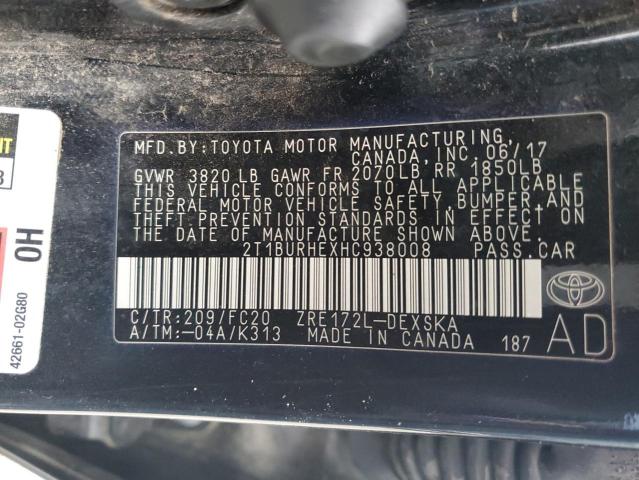 MFD.BY:TOYOTA MOTOR MANUFACTURING,
CANADA, INC. 06/17
GVWR 3820 LB GAWR FR 2070LB RR 1850LB
THIS VEHICLE CONFORMS TO ALL APPLICABLE
FEDERAL MOTOR VEHICLE SAFETY,BUMPER,AND
THEFT PREVENTION STANDARDS IN EFFECT ON
THE DATE OF MANUFACTURE SHOWN ABOVE.
2T1BURHEXHC938008 PASS.CAR
C/TR:209/FC20 ZRE172L-DEXSKA
A/TM:-04A/K313 MADE IN CANADA 187
AD
0H
42661-02G80